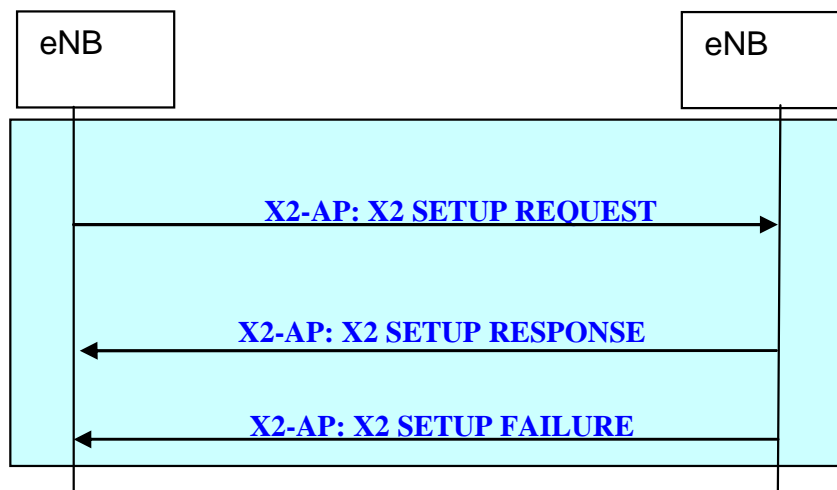 eNB
eNB
X2-AP: X2 SETUP REQUEST
X2-AP: X2 SETUP RESPONSE
X2-AP: X2 SETUP FAILURE